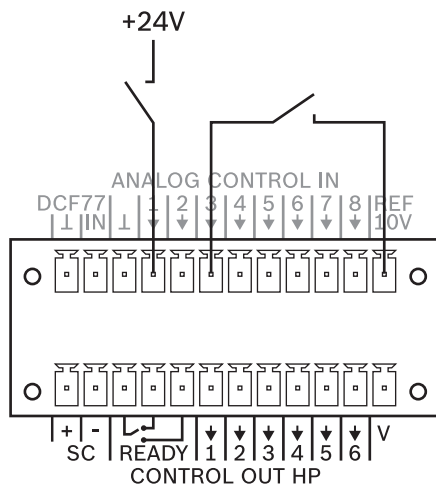 +24V
ANALOG CONTROL IN
DCF77 1 2 3 4 5 6 7 8 REF
⊥ IN ⊥ 10V
+ - V
SC READY 1 2 3 4 5 6
CONTROL OUT HP